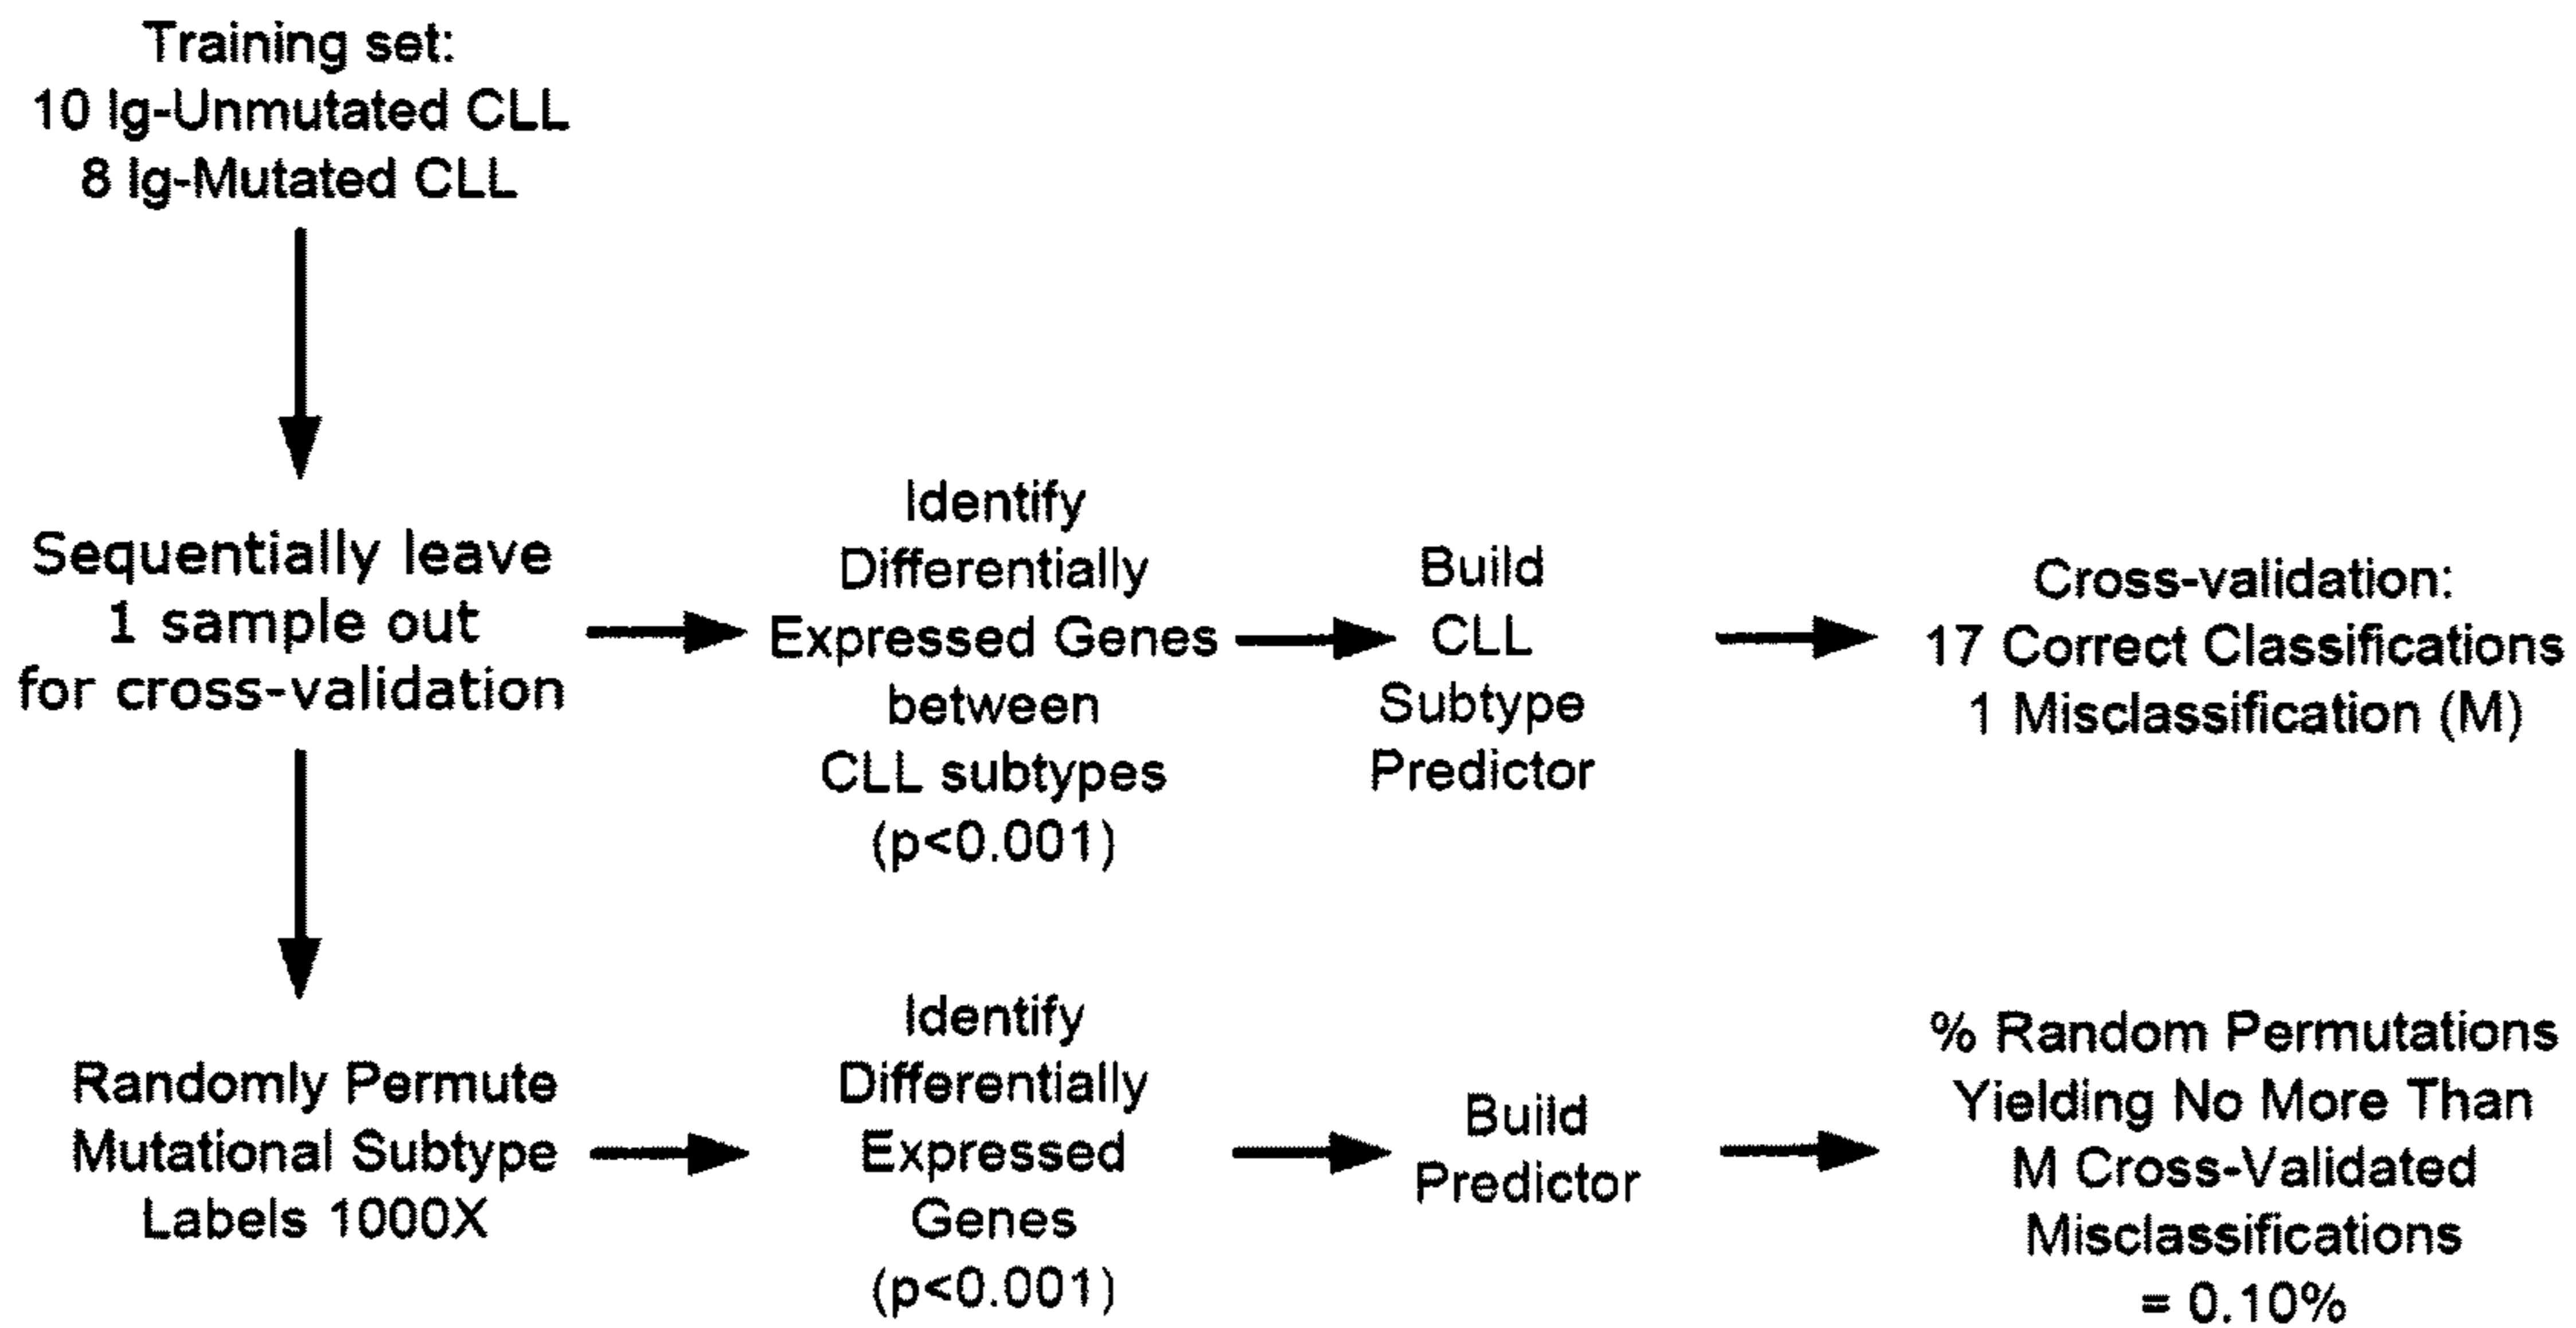 Training set:
10 Ig-Unmutated CLL
8 Ig-Mutated CLL
Sequentially leave
1 sample out
for cross-validation
Identify
Differentially
Expressed Genes
between
CLL subtypes
(p<0.001)
Build
CLL
Subtype
Predictor
Cross-validation:
17 Correct Classifications
1 Misclassification (M)
Randomly Permute
Mutational Subtype
Labels 1000X
Identify
Differentially
Expressed
Genes
(p<0.001)
Build
Predictor
% Random Permutations
Yielding No More Than
M Cross-Validated
Misclassifications
= 0.10%